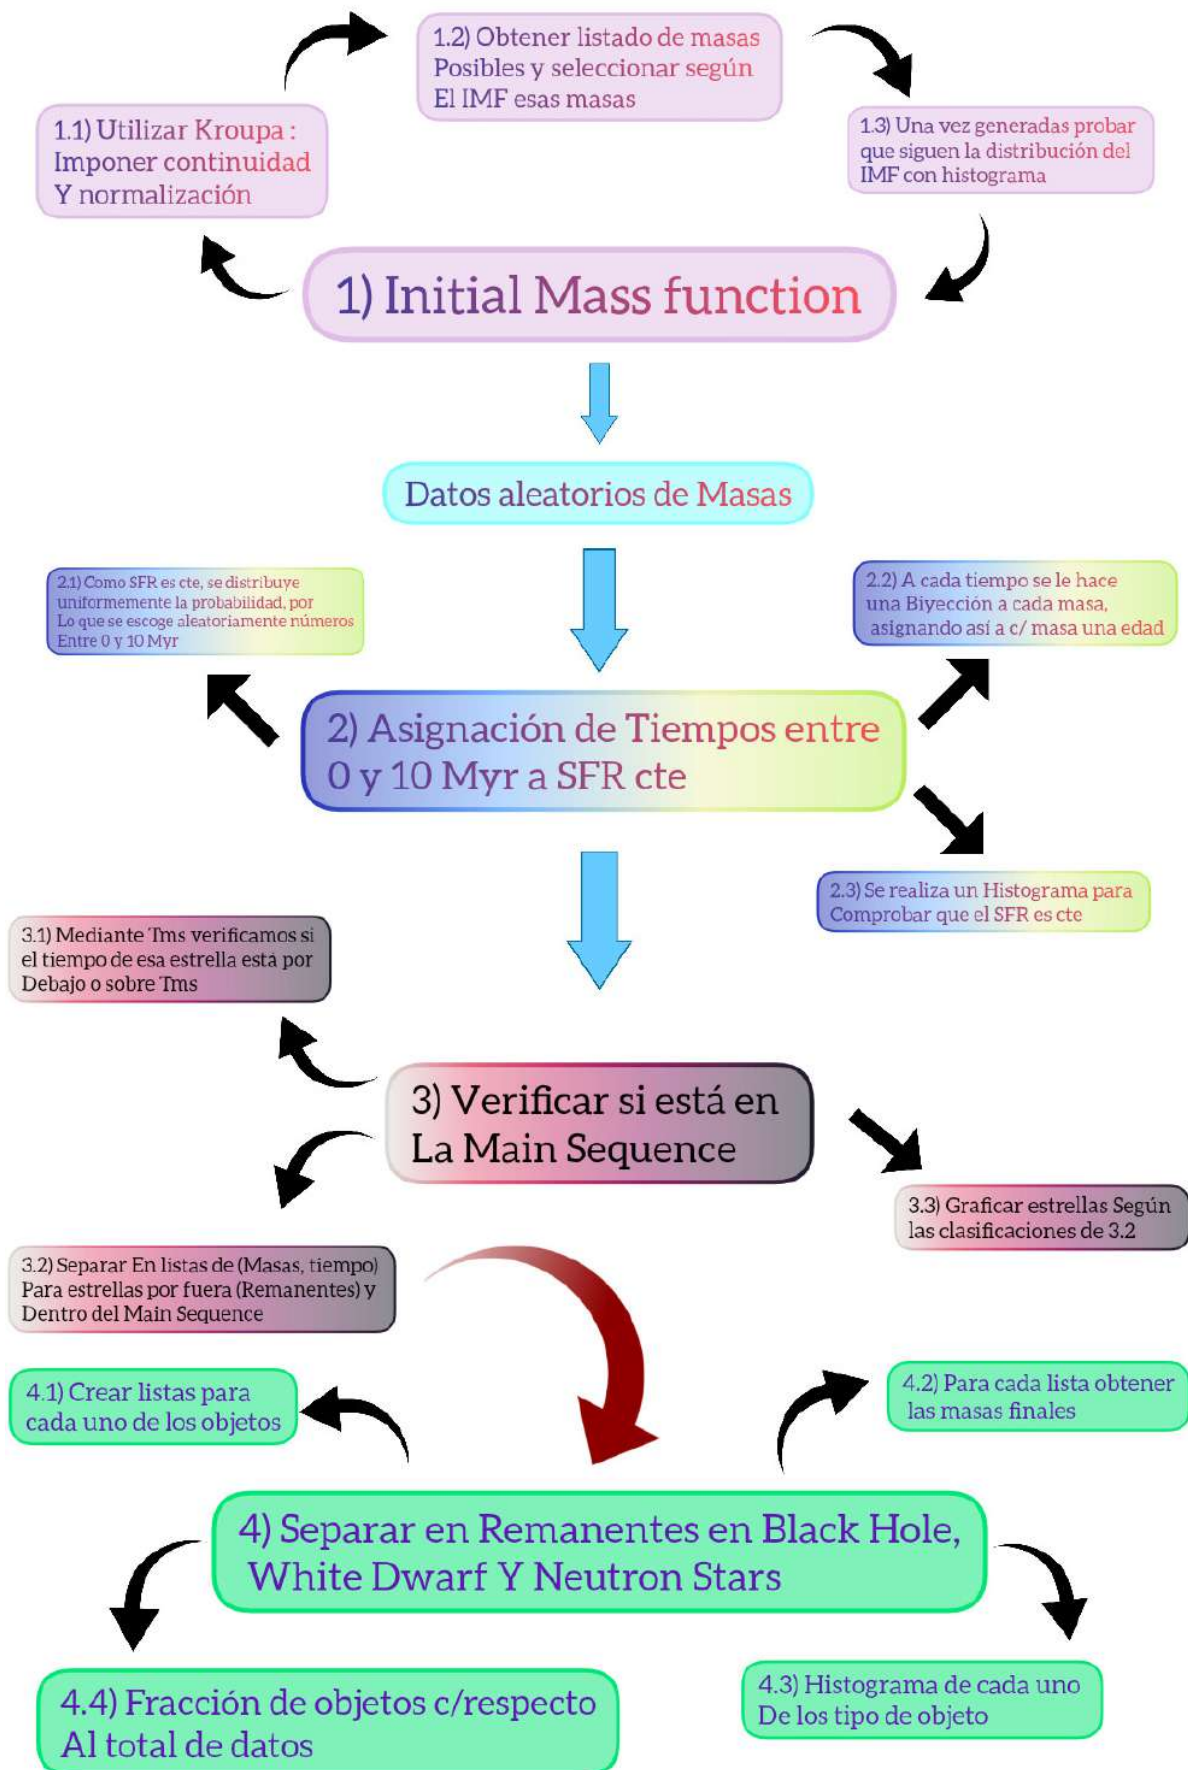 1.2) Obtener listado de masas
Posibles y seleccionar según
El IMF esas masas
1.1) Utilizar Kroupa :
Imponer continuidad
Y normalización
1.3) Una vez generadas probar
que siguen la distribución del
IMF con histograma
1) Initial Mass function
Datos aleatorios de Masas
2.1) Como SFR es cte, se distribuye
uniformemente la probabilidad, por
Lo que se escoge aleatoriamente números
Entre 0 y 10 Myr
2.2) A cada tiempo se le hace
una Biyección a cada masa,
asignando así a c/ masa una edad
2) Asignación de Tiempos entre
0 y 10 Myr a SFR cte
2.3) Se realiza un Histograma para
Comprobar que el SFR es cte
3.1) Mediante Tms verificamos si
el tiempo de esa estrella está por
Debajo o sobre Tms
3) Verificar si está en
La Main Sequence
3.3) Graficar estrellas Según
las clasificaciones de 3.2
3.2) Separar En listas de (Masas, tiempo)
Para estrellas por fuera (Remanentes) y
Dentro del Main Sequence
4.1) Crear listas para
cada uno de los objetos
4.2) Para cada lista obtener
las masas finales
4) Separar en Remanentes en Black Hole,
White Dwarf Y Neutron Stars
4.4) Fracción de objetos c/respecto
Al total de datos
4.3) Histograma de cada uno
De los tipo de objeto